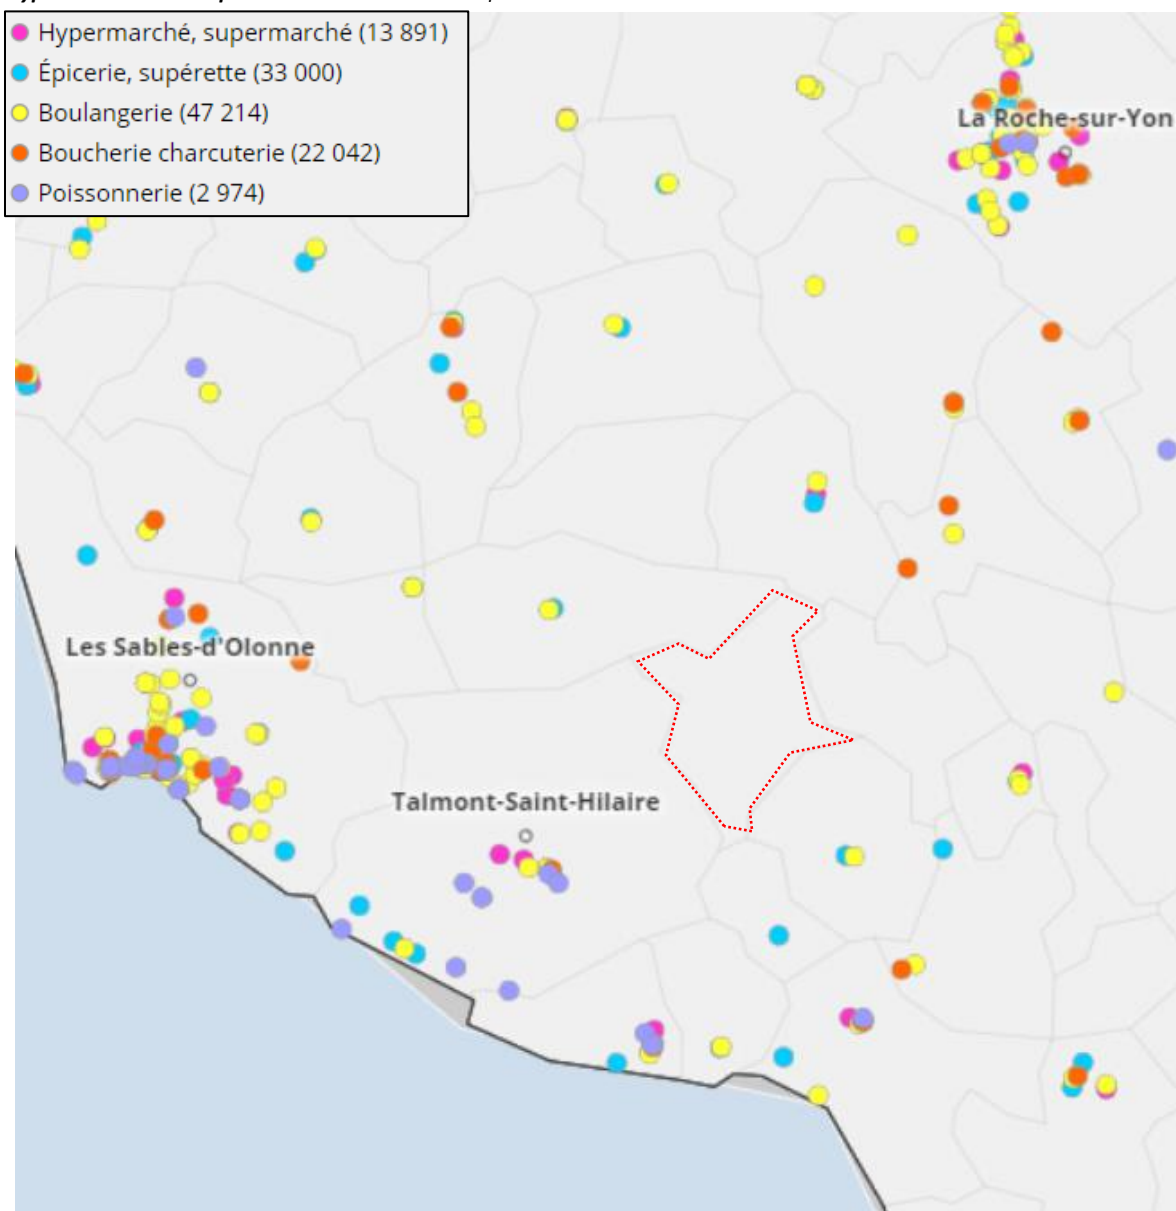 Hypermarché, supermarché (13 891)
Épicerie, supérette (33 000)
Boulangerie (47 214)
Boucherie charcuterie (22 042)
Poissonnerie (2 974)
La Roche-sur-Yon
Les Sables-d'Olonne
Talmont-Saint-Hilaire